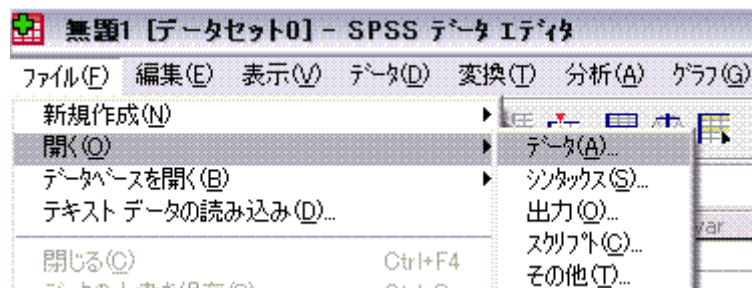 無題1 [データセット0] - SPSS データ エディタ
ファイル(F) 編集(E) 表示(V) データ(D) 変換(T) 分析(A) グラフ(G)
新規作成(N)
開く(O)
データベースを開く(B)
テキスト データの読み込み(D)...
閉じる(C) Ctrl+F4
データ(A)...
シンタックス(S)...
出力(O)...
スクリプト(C)...
その他(T)...
var